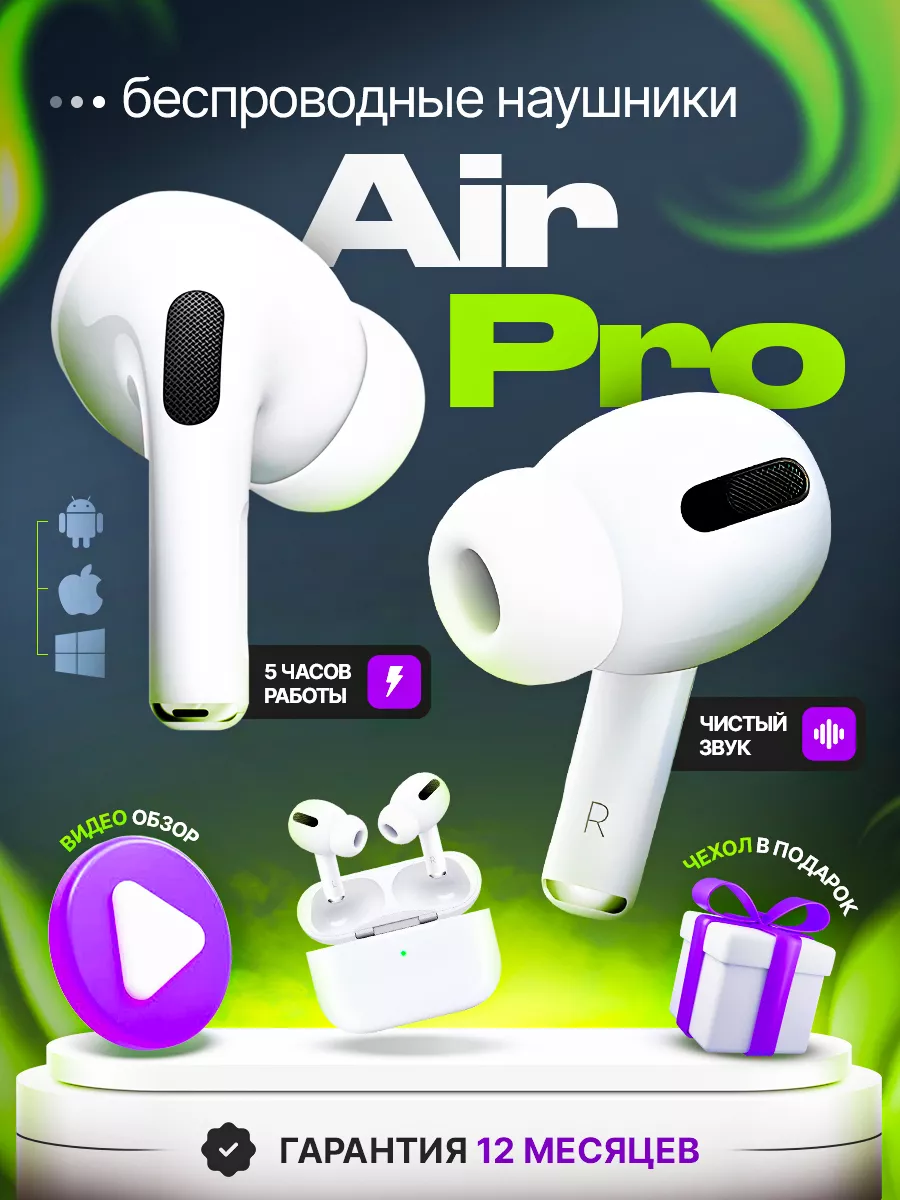 беспроводные наушники
Air
Pro
5 ЧАСОВ
РАБОТЫ
ЧИСТЫЙ
ЗВУК
R
ВИДЕО ОБЗОР
ЧЕХОЛ В ПОДАРОК
ГАРАНТИЯ 12 МЕСЯЦЕВ